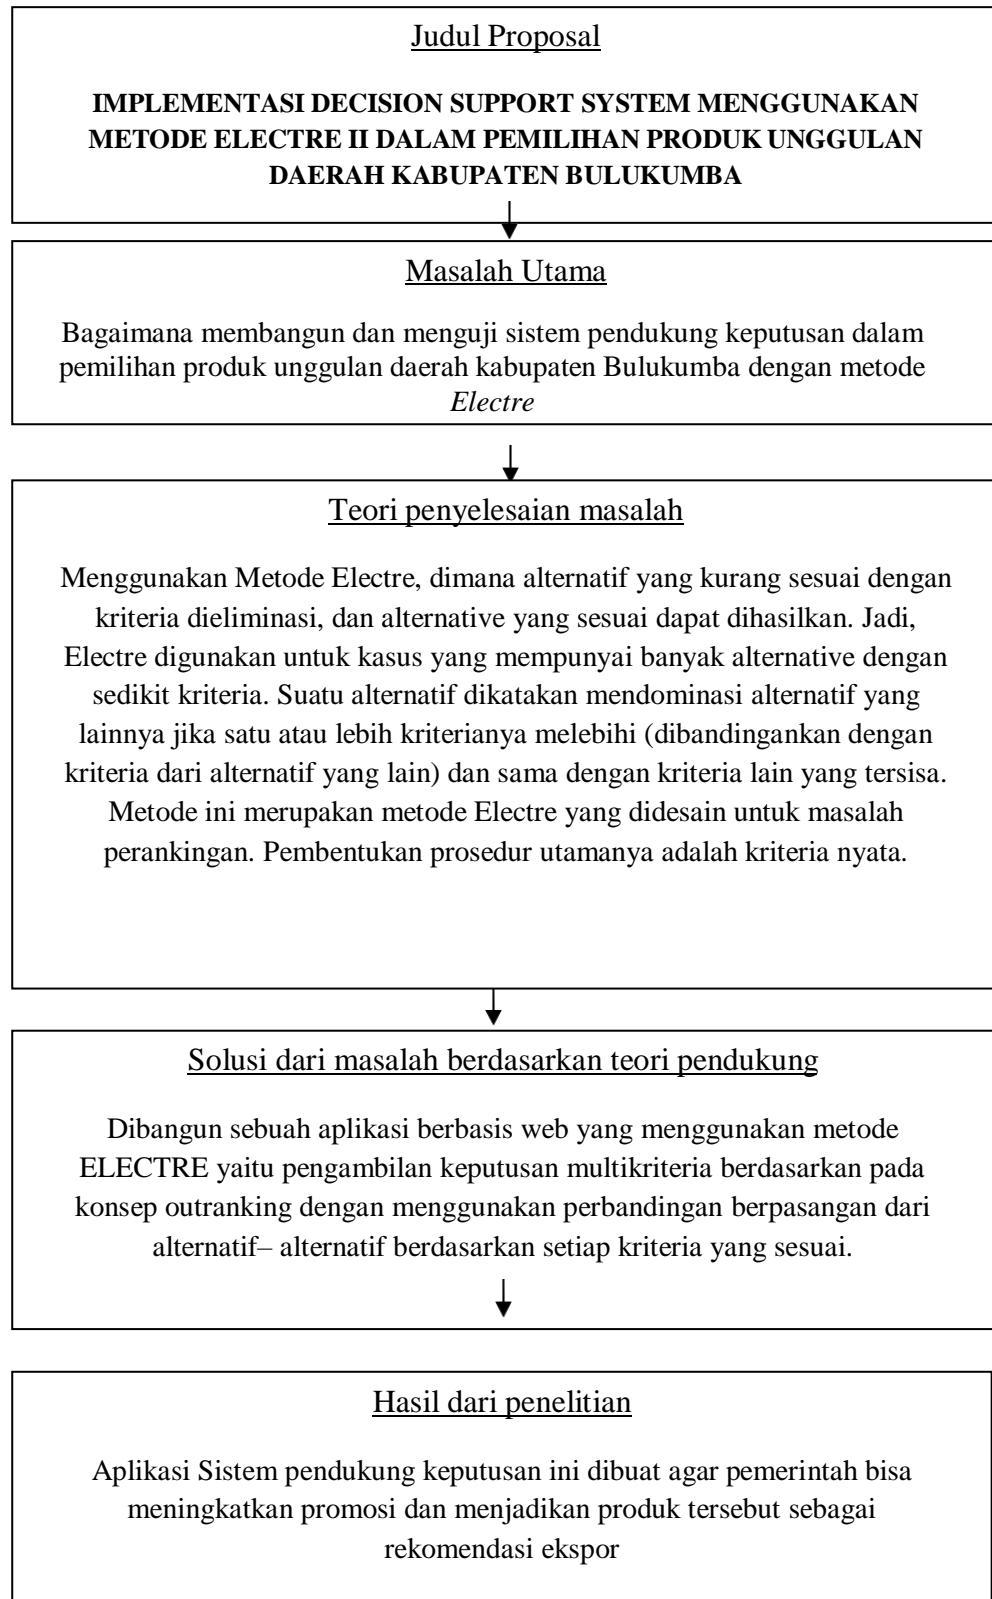 Judul Proposal
IMPLEMENTASI DECISION SUPPORT SYSTEM MENGGUNAKAN
METODE ELECTRE II DALAM PEMILIHAN PRODUK UNGGULAN
DAERAH KABUPATEN BULUKUMBA
Masalah Utama
Bagaimana membangun dan menguji sistem pendukung keputusan dalam
pemilihan produk unggulan daerah kabupaten Bulukumba dengan metode
Electre
Teori penyelesaian masalah
Menggunakan Metode Electre, dimana alternatif yang kurang sesuai dengan
kriteria dieliminasi, dan alternative yang sesuai dapat dihasilkan. Jadi,
Electre digunakan untuk kasus yang mempunyai banyak alternative dengan
sedikit kriteria. Suatu alternatif dikatakan mendominasi alternatif yang
lainnya jika satu atau lebih kriterianya melebihi (dibandingankan dengan
kriteria dari alternatif yang lain) dan sama dengan kriteria lain yang tersisa.
Metode ini merupakan metode Electre yang didesain untuk masalah
perankingan. Pembentukan prosedur utamanya adalah kriteria nyata.
Solusi dari masalah berdasarkan teori pendukung
Dibangun sebuah aplikasi berbasis web yang menggunakan metode
ELECTRE yaitu pengambilan keputusan multikriteria berdasarkan pada
konsep outranking dengan menggunakan perbandingan berpasangan dari
alternatif– alternatif berdasarkan setiap kriteria yang sesuai.
Hasil dari penelitian
Aplikasi Sistem pendukung keputusan ini dibuat agar pemerintah bisa
meningkatkan promosi dan menjadikan produk tersebut sebagai
rekomendasi ekspor